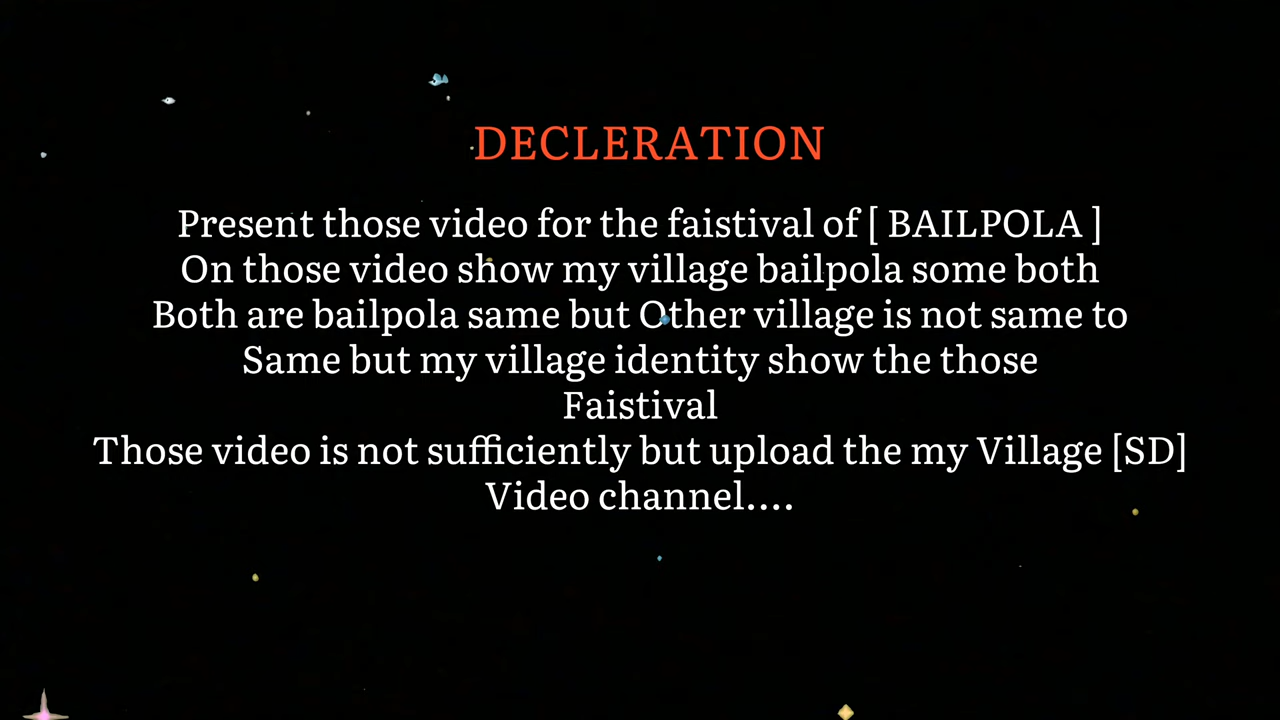 DECLERATION
Present those video for the faistival of [ BAILPOLA ]
On those video show my village bailpola some both
Both are bailpola same but Other village is not same to
Same but my village identity show the those
Faistival
Those video is not sufficiently but upload the my Village [SD]
Video channel....